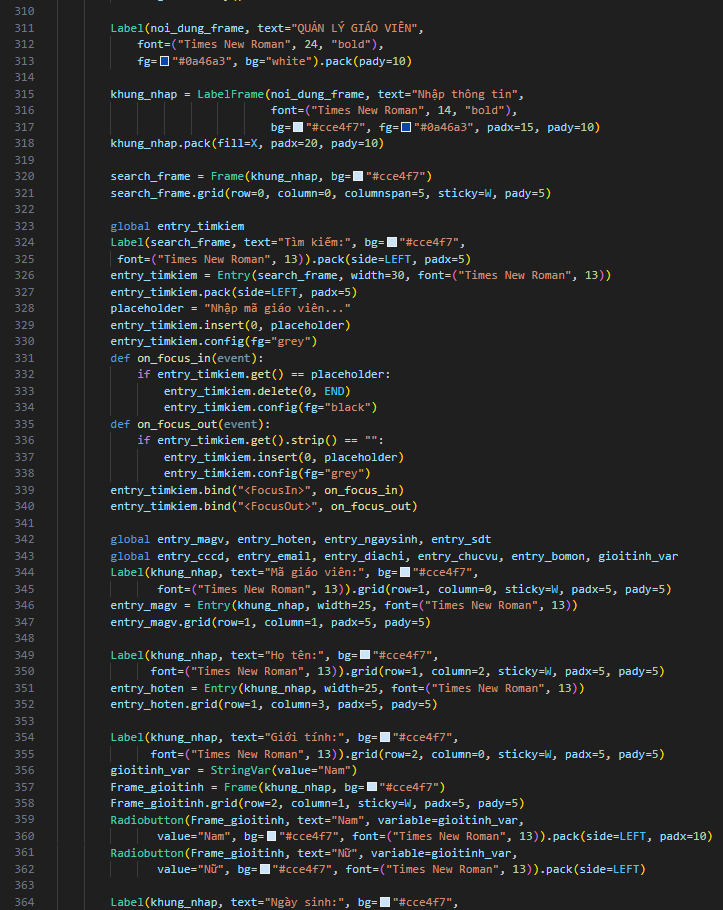 310
311 Label(noi_dung_frame, text="QUẢN LÝ GIÁO VIÊN",
312 font=("Times New Roman", 24, "bold"),
313 fg="#0a46a3", bg="white").pack(pady=10)
314
315 khung_nhap = LabelFrame(noi_dung_frame, text="Nhập thông tin",
316 font=("Times New Roman", 14, "bold"),
317 bg="#cce4f7", fg="#0a46a3", padx=15, pady=10)
318 khung_nhap.pack(fill=X, padx=20, pady=10)
319
320 search_frame = Frame(khung_nhap, bg="#cce4f7")
321 search_frame.grid(row=0, column=0, columnspan=5, sticky=W, pady=5)
322
323 global entry_timkiem
324 Label(search_frame, text="Tìm kiếm:", bg="#cce4f7",
325 font=("Times New Roman", 13)).pack(side=LEFT, padx=5)
326 entry_timkiem = Entry(search_frame, width=30, font=("Times New Roman", 13))
327 entry_timkiem.pack(side=LEFT, padx=5)
328 placeholder = "Nhập mã giáo viên..."
329 entry_timkiem.insert(0, placeholder)
330 entry_timkiem.config(fg="grey")
331 def on_focus_in(event):
332 if entry_timkiem.get() == placeholder:
333 entry_timkiem.delete(0, END)
334 entry_timkiem.config(fg="black")
335 def on_focus_out(event):
336 if entry_timkiem.get().strip() == "":
337 entry_timkiem.insert(0, placeholder)
338 entry_timkiem.config(fg="grey")
339 entry_timkiem.bind("<FocusIn>", on_focus_in)
340 entry_timkiem.bind("<FocusOut>", on_focus_out)
341
342 global entry_magv, entry_hoten, entry_ngaysinh, entry_sdt
343 global entry_cccd, entry_email, entry_diachi, entry_chucvu, entry_bomon, gioitinh_var
344 Label(khung_nhap, text="Mã giáo viên:", bg="#cce4f7",
345 font=("Times New Roman", 13)).grid(row=1, column=0, sticky=W, padx=5, pady=5)
346 entry_magv = Entry(khung_nhap, width=25, font=("Times New Roman", 13))
347 entry_magv.grid(row=1, column=1, padx=5, pady=5)
348
349 Label(khung_nhap, text="Họ tên:", bg="#cce4f7",
350 font=("Times New Roman", 13)).grid(row=1, column=2, sticky=W, padx=5, pady=5)
351 entry_hoten = Entry(khung_nhap, width=25, font=("Times New Roman", 13))
352 entry_hoten.grid(row=1, column=3, padx=5, pady=5)
353
354 Label(khung_nhap, text="Giới tính:", bg="#cce4f7",
355 font=("Times New Roman", 13)).grid(row=2, column=0, sticky=W, padx=5, pady=5)
356 gioitinh_var = StringVar(value="Nam")
357 Frame_gioitinh = Frame(khung_nhap, bg="#cce4f7")
358 Frame_gioitinh.grid(row=2, column=1, sticky=W, padx=5, pady=5)
359 Radiobutton(Frame_gioitinh, text="Nam", variable=gioitinh_var,
360 value="Nam", bg="#cce4f7", font=("Times New Roman", 13)).pack(side=LEFT, padx=10)
361 Radiobutton(Frame_gioitinh, text="Nữ", variable=gioitinh_var,
362 value="Nữ", bg="#cce4f7", font=("Times New Roman", 13)).pack(side=LEFT)
363
364 Label(khung_nhap, text="Ngày sinh:", bg="#cce4f7",